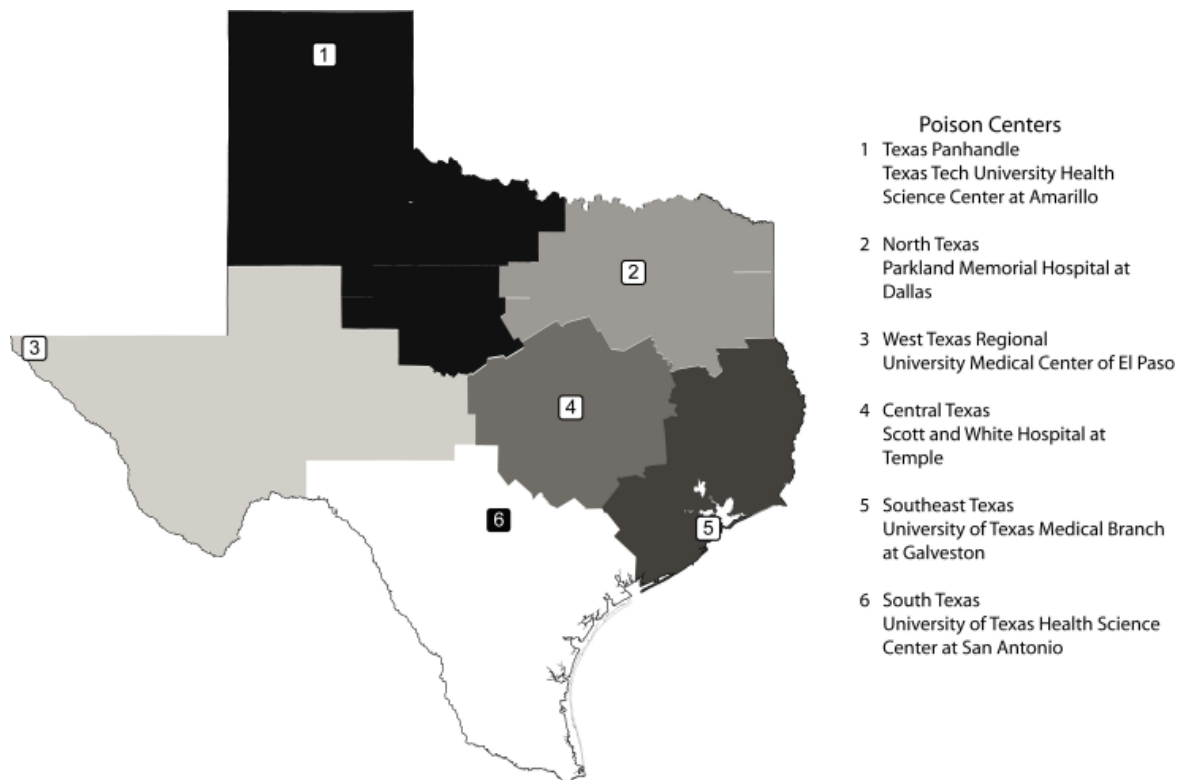 1
2
3
4
5
6
Poison Centers
1 Texas Panhandle
Texas Tech University Health
Science Center at Amarillo
2 North Texas
Parkland Memorial Hospital at
Dallas
3 West Texas Regional
University Medical Center of El Paso
4 Central Texas
Scott and White Hospital at
Temple
5 Southeast Texas
University of Texas Medical Branch
at Galveston
6 South Texas
University of Texas Health Science
Center at San Antonio